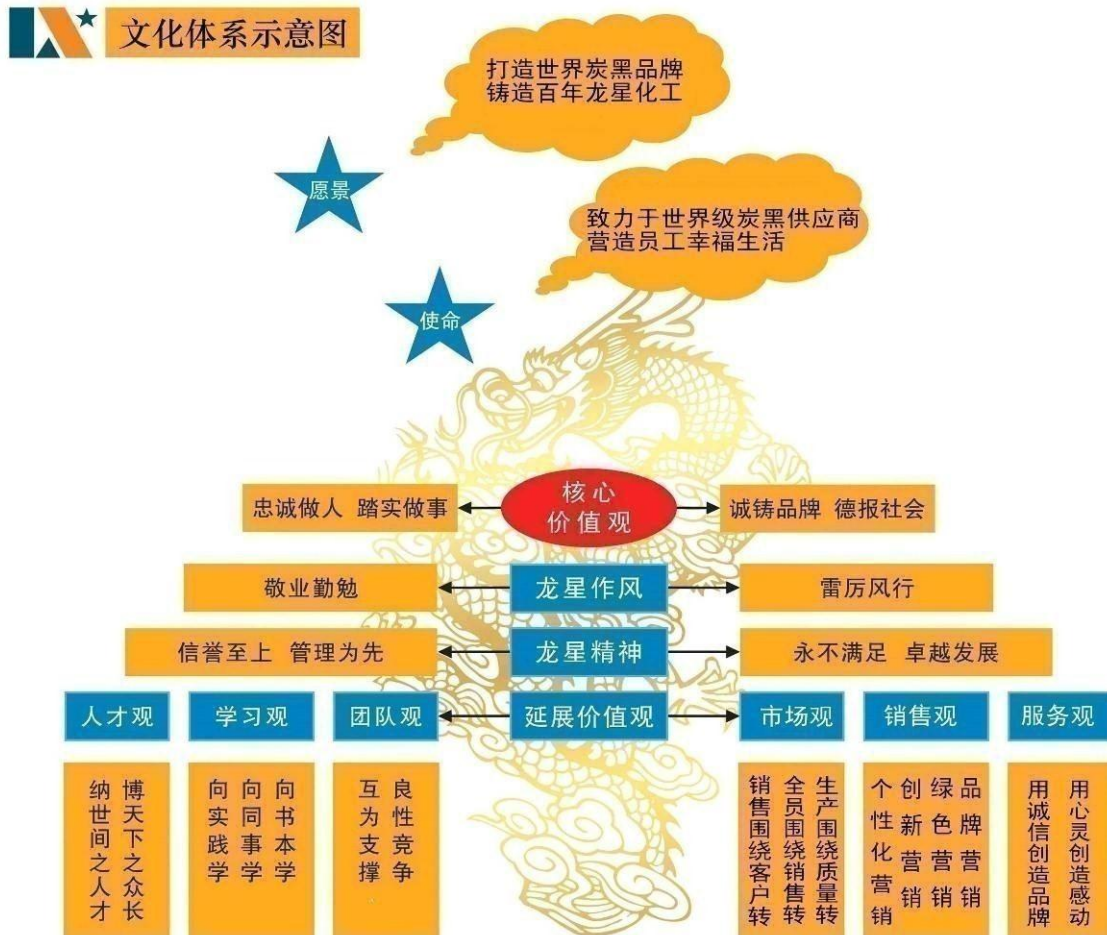 文化体系示意图
打造世界炭黑品牌
铸造百年龙星化工
愿景
致力于世界级炭黑供应商
营造员工幸福生活
使命
忠诚做人 踏实做事
核心
价值观
诚铸品牌 德报社会
敬业勤勉
龙星作风
雷厉风行
信誉至上 管理为先
龙星精神
永不满足 卓越发展
人才观
学习观
团队观
延展价值观
市场观
销售观
服务观
博天下之众长
纳世间之人才
向书本学
向同事学
向实践学
良性竞争
互为支撑
生产围绕质量转
全员围绕销售转
销售围绕客户转
品牌营销
绿色营销
创新营销
个性化营销
用心灵创造感动
用诚信创造品牌